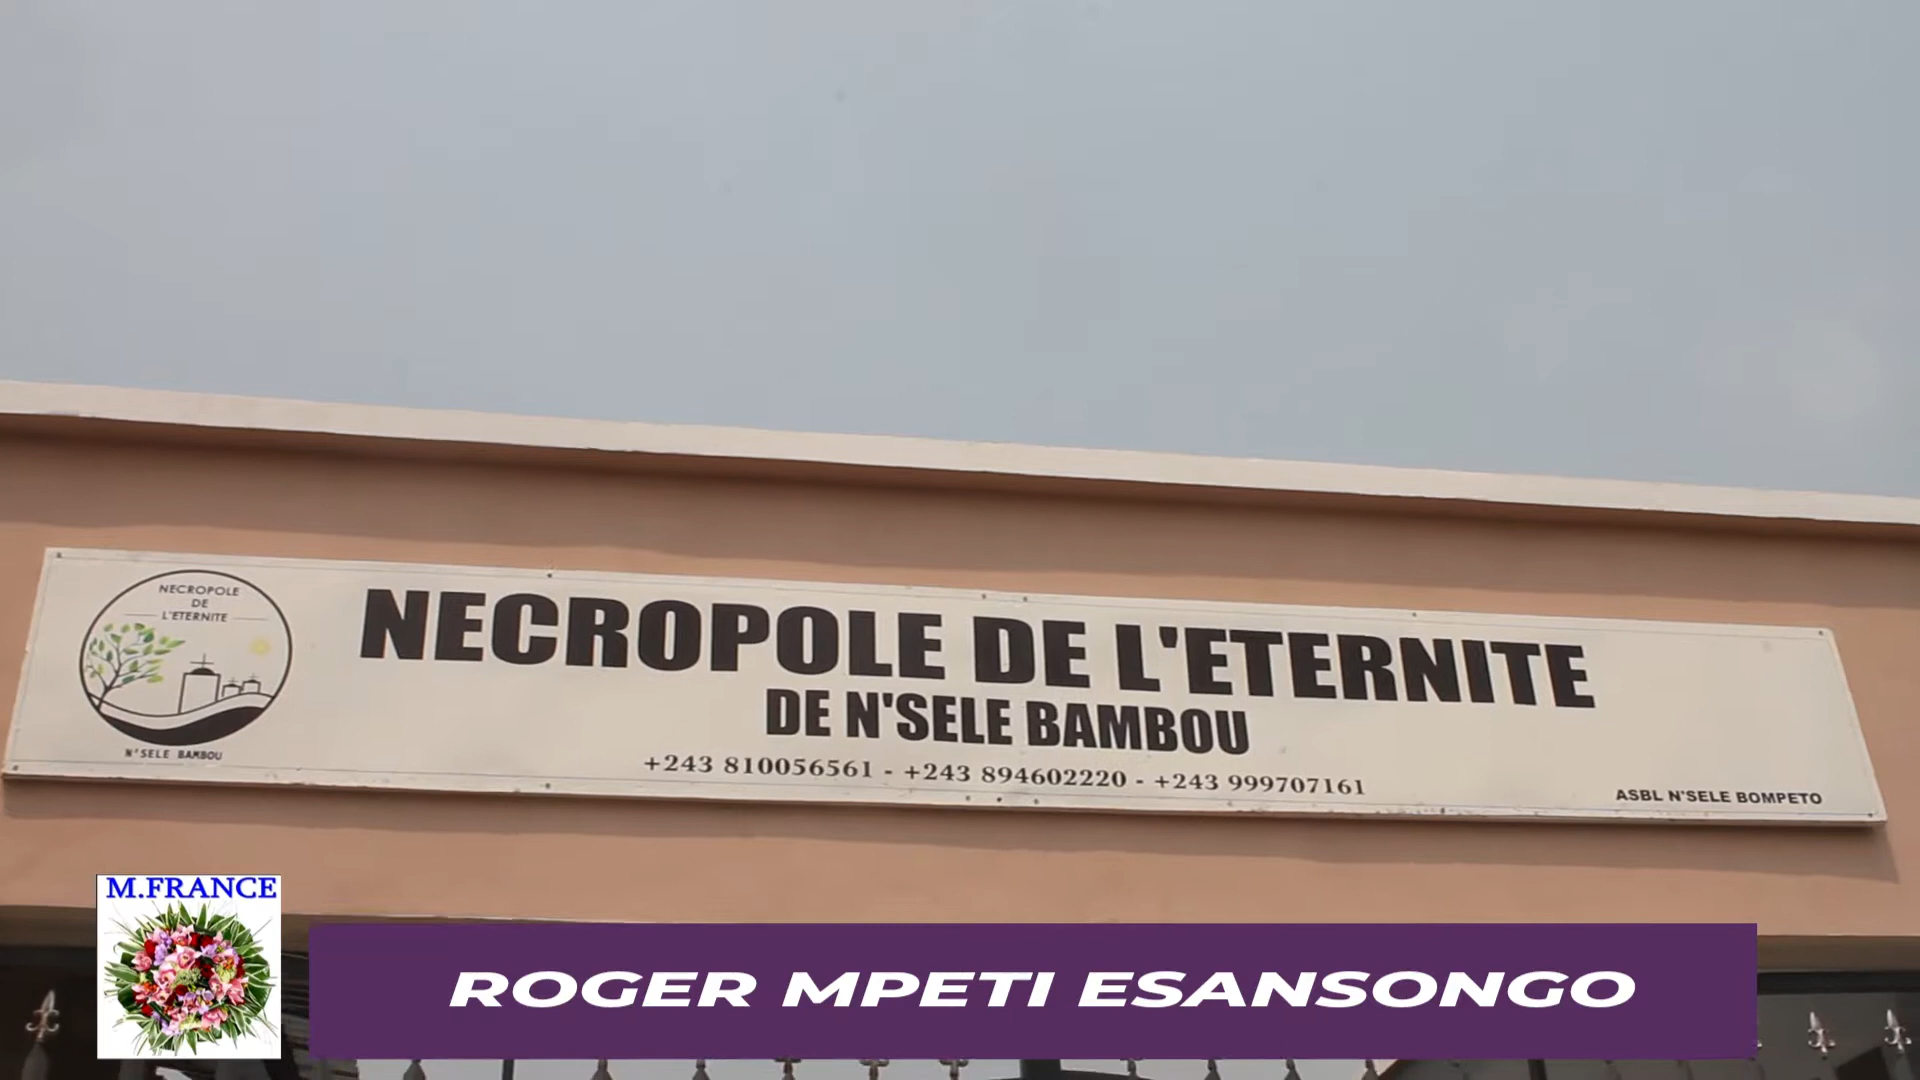 NECROPOLE
DE
L'ETERNITE
N'SELE BAMBOU
NECROPOLE DE L'ETERNITE
DE N'SELE BAMBOU
+243 810056561 - +243 894602220 - +243 999707161
ASBL N'SELE BOMPETO
M.FRANCE
ROGER MPETI ESANSONGO